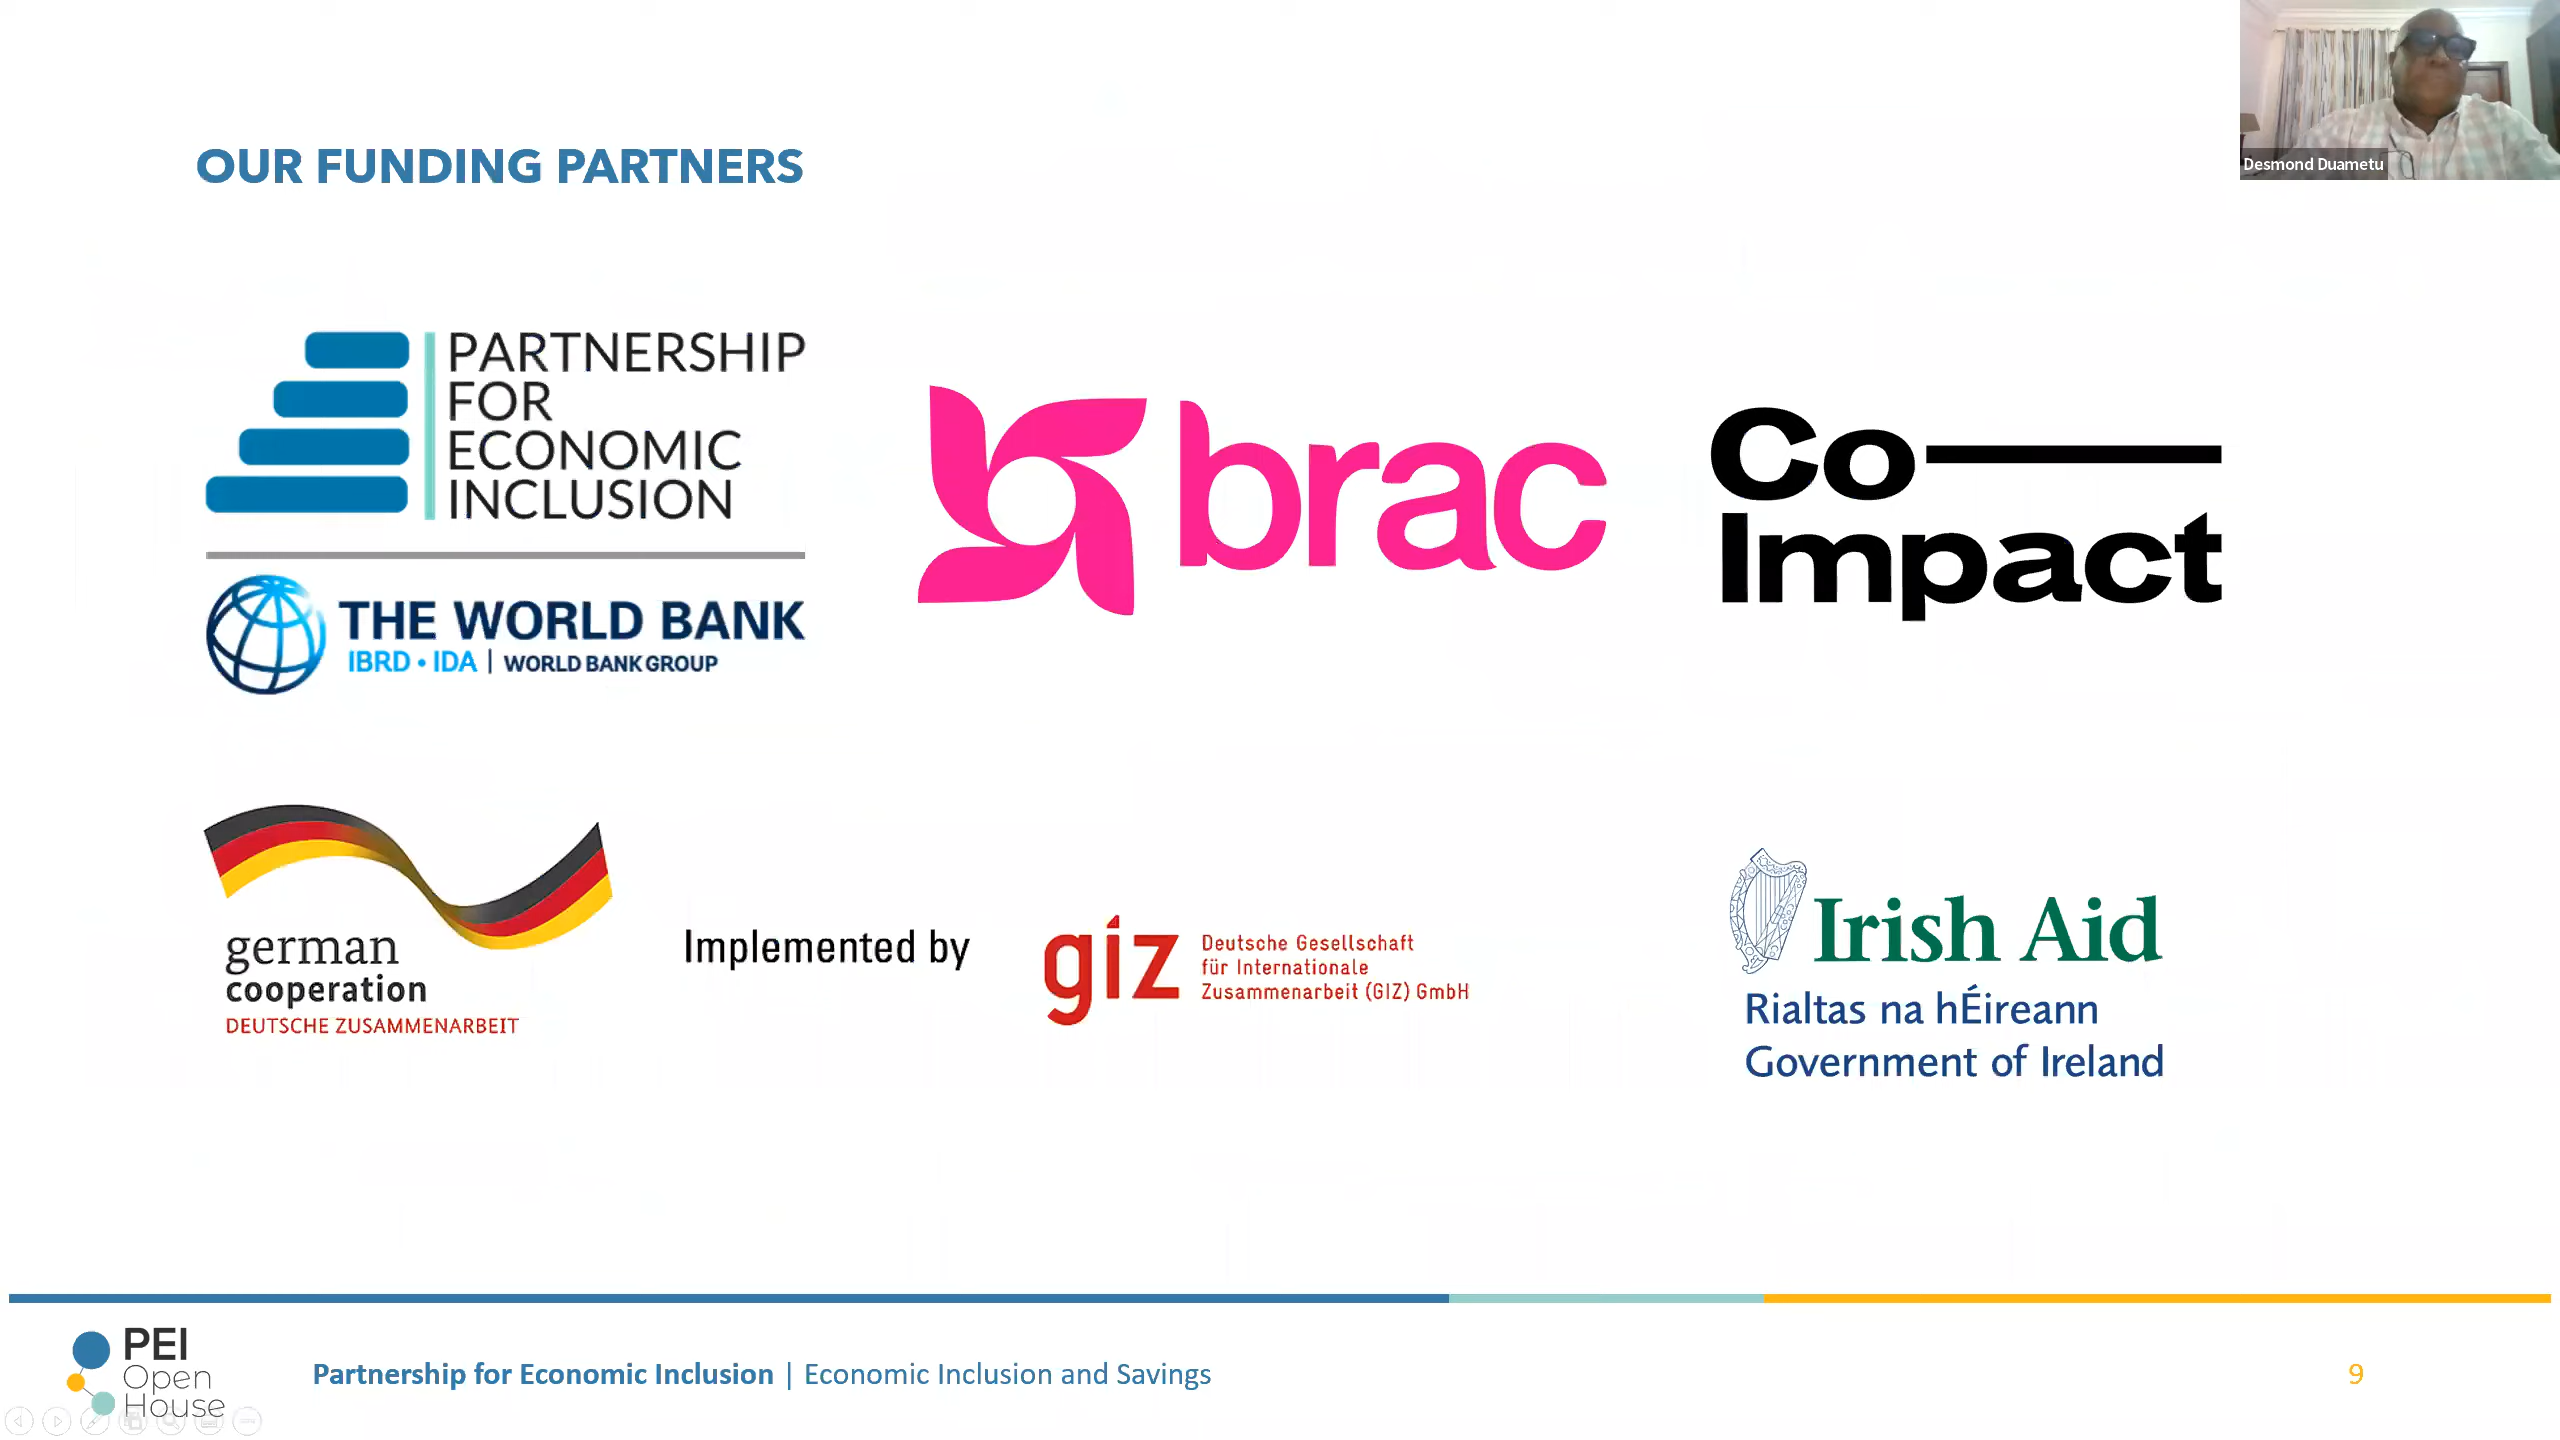 OUR FUNDING PARTNERS
Desmond Duametu
PARTNERSHIP
FOR
ECONOMIC
INCLUSION
THE WORLD BANK
IBRD • IDA | WORLD BANK GROUP
brac
Co
Impact
german
cooperation
DEUTSCHE ZUSAMMENARBEIT
Implemented by
giz
Deutsche Gesellschaft
für Internationale
Zusammenarbeit (GIZ) GmbH
Irish Aid
Rialtas na hÉireann
Government of Ireland
PEI
Open
House
Partnership for Economic Inclusion | Economic Inclusion and Savings
9